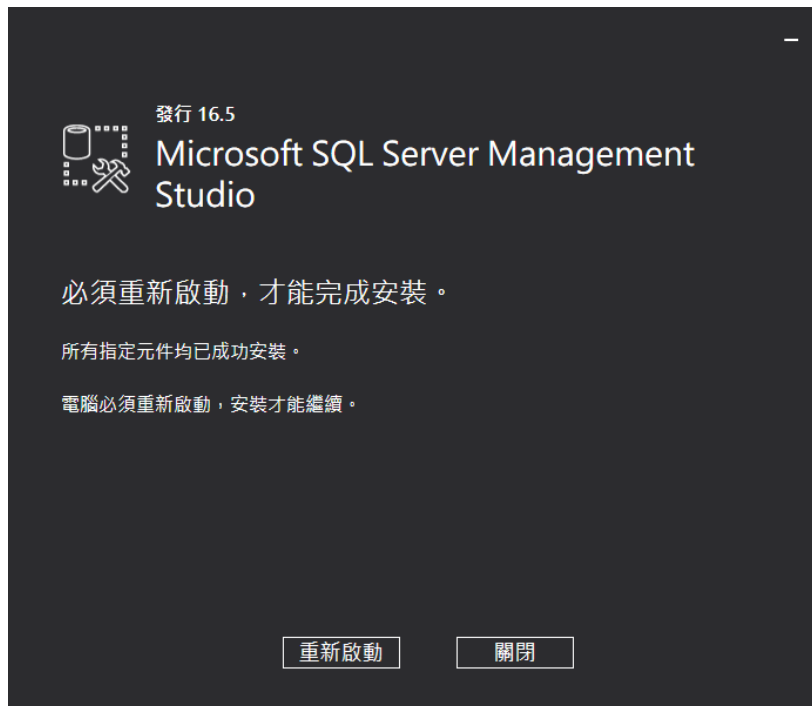 發行 16.5
Microsoft SQL Server Management
Studio
必須重新啟動，才能完成安裝。
所有指定元件均已成功安裝。
電腦必須重新啟動，安裝才能繼續。
重新啟動
關閉